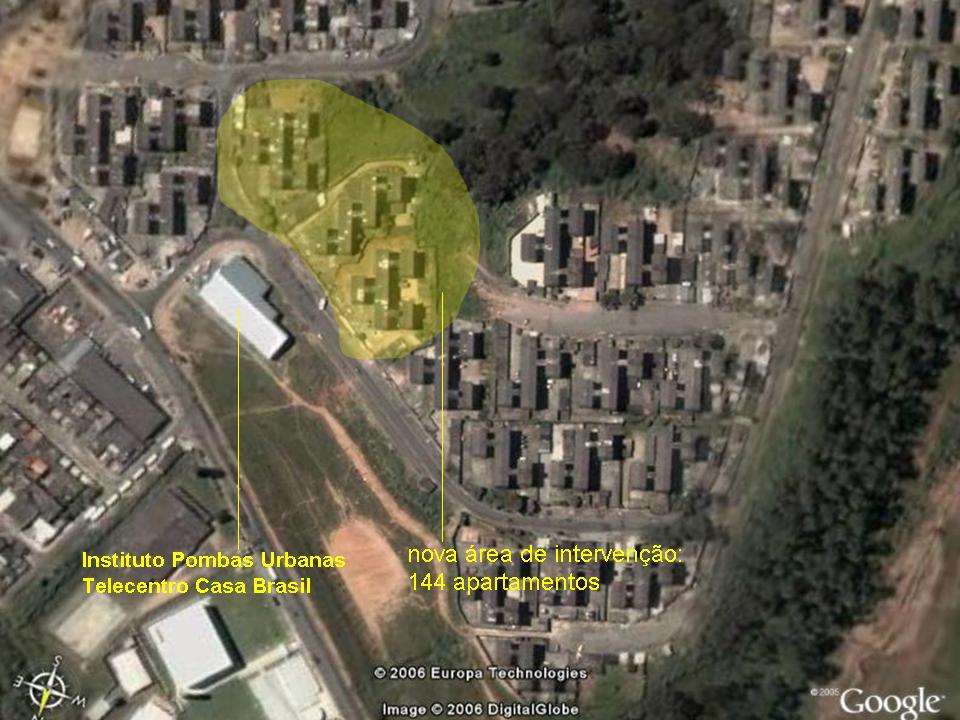 Instituto Pombas Urbanas
Telecentro Casa Brasil
nova área de intervenção:
144 apartamentos
S
W
© 2006 Europa Technologies
Image © 2006 DigitalGlobe
© 2005 Google™